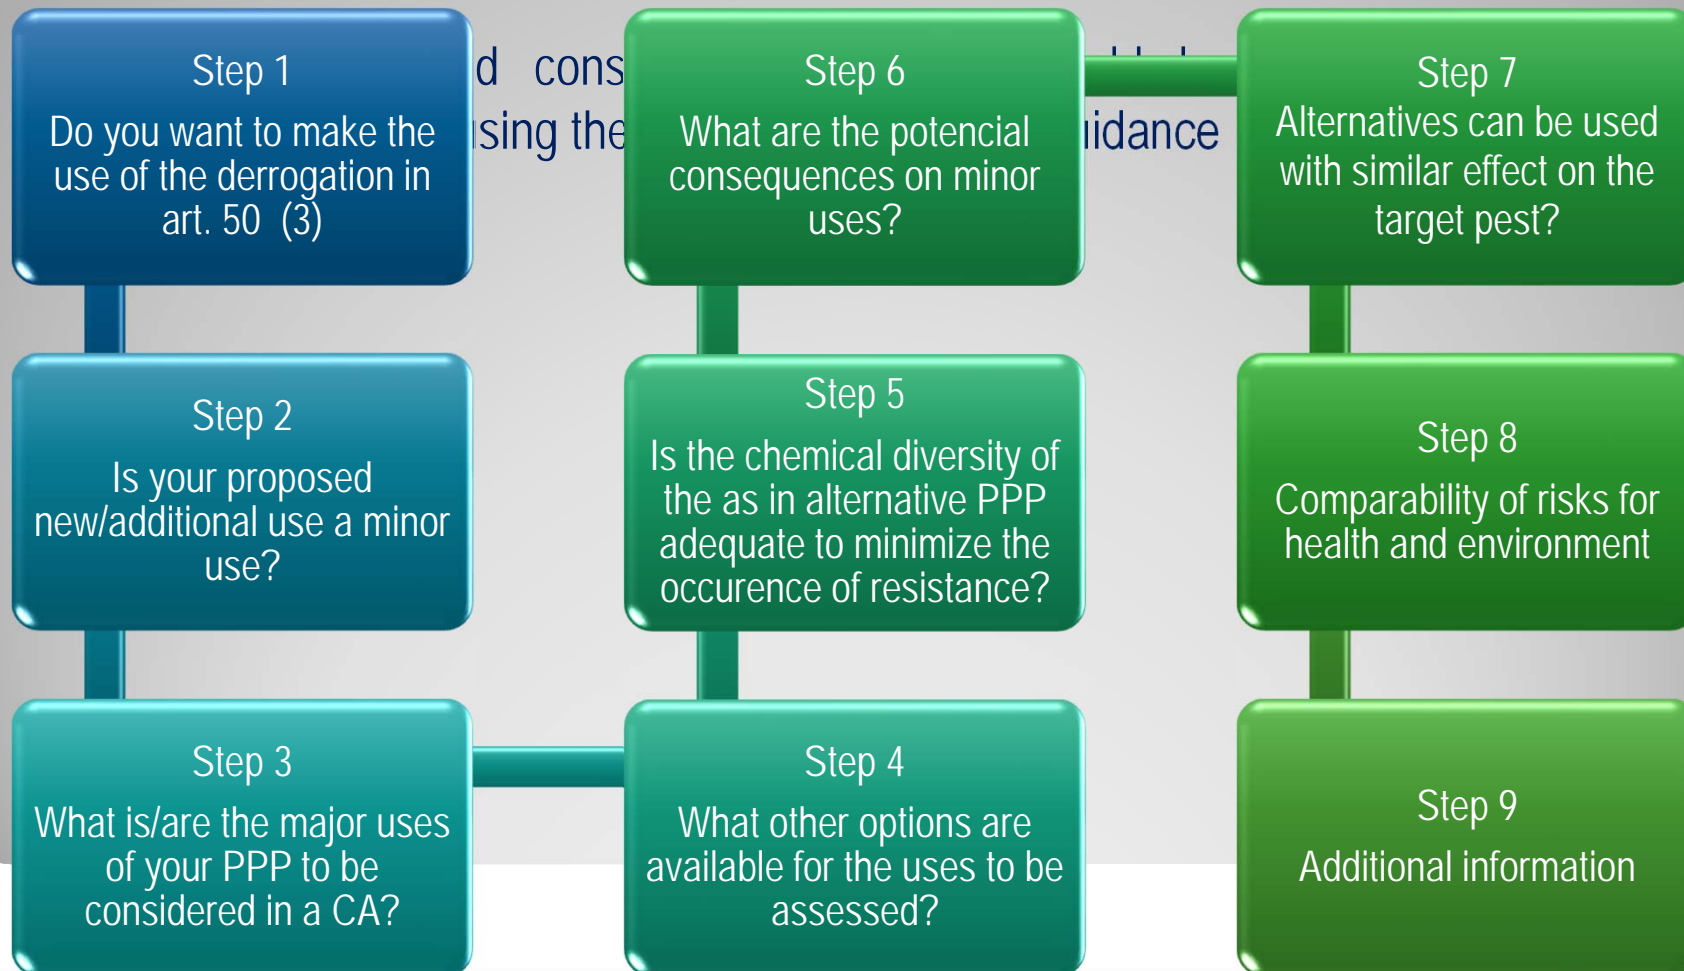 Step 1
Do you want to make the
use of the derrogation in
art. 50 (3)
Step 2
Is your proposed
new/additional use a minor
use?
Step 3
What is/are the major uses
of your PPP to be
considered in a CA?
Step 4
What other options are
available for the uses to be
assessed?
Step 5
Is the chemical diversity of
the as in alternative PPP
adequate to minimize the
occurence of resistance?
Step 6
What are the potencial
consequences on minor
uses?
Step 7
Alternatives can be used
with similar effect on the
target pest?
Step 8
Comparability of risks for
health and environment
Step 9
Additional information
the